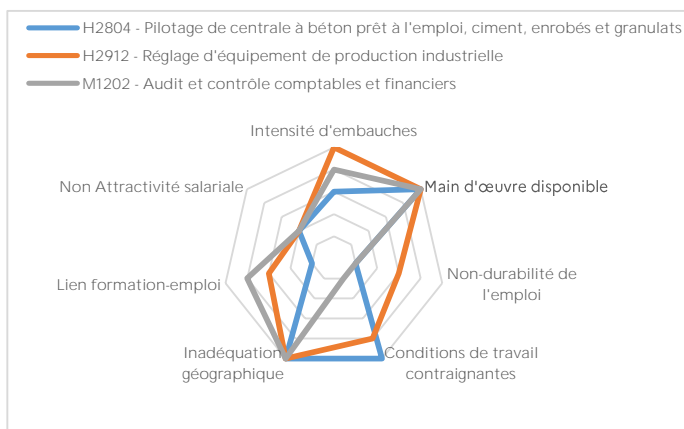 H2804 - Pilotage de centrale à béton prêt à l'emploi, ciment, enrobés et granulats
H2912 - Réglage d'équipement de production industrielle
M1202 - Audit et contrôle comptables et financiers
Intensité d'embauches
Non Attractivité salariale
Main d'œuvre disponible
Lien formation-emploi
Non-durabilité de
l'emploi
Inadéquation
géographique
Conditions de travail
contraignantes